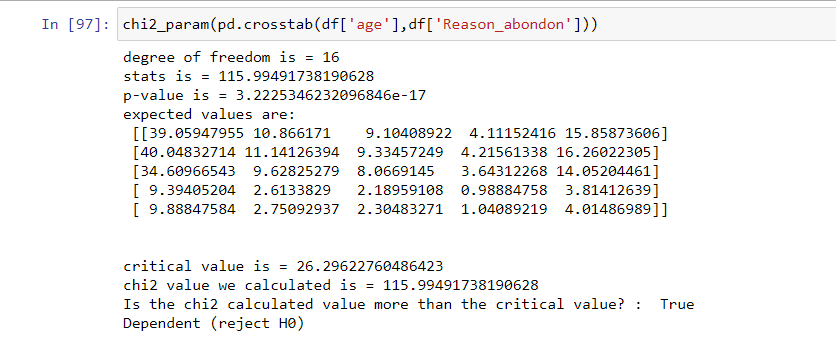 In [97]: chi2_param(pd.crosstab(df['age'],df['Reason_abondon']))
degree of freedom is = 16
stats is = 115.99491738190628
p-value is = 3.2225346232096846e-17
expected values are:
[[39.05947955 10.866171    9.10408922  4.11152416 15.85873606]
[40.04832714 11.14126394  9.33457249  4.21561338 16.26022305]
[34.60966543  9.62825279  8.0669145   3.64312268 14.05204461]
[ 9.39405204  2.6133829   2.18959108  0.98884758  3.81412639]
[ 9.88847584  2.75092937  2.30483271  1.04089219  4.01486989]]
critical value is = 26.29622760486423
chi2 value we calculated is = 115.99491738190628
Is the chi2 calculated value more than the critical value? :  True
Dependent (reject H0)